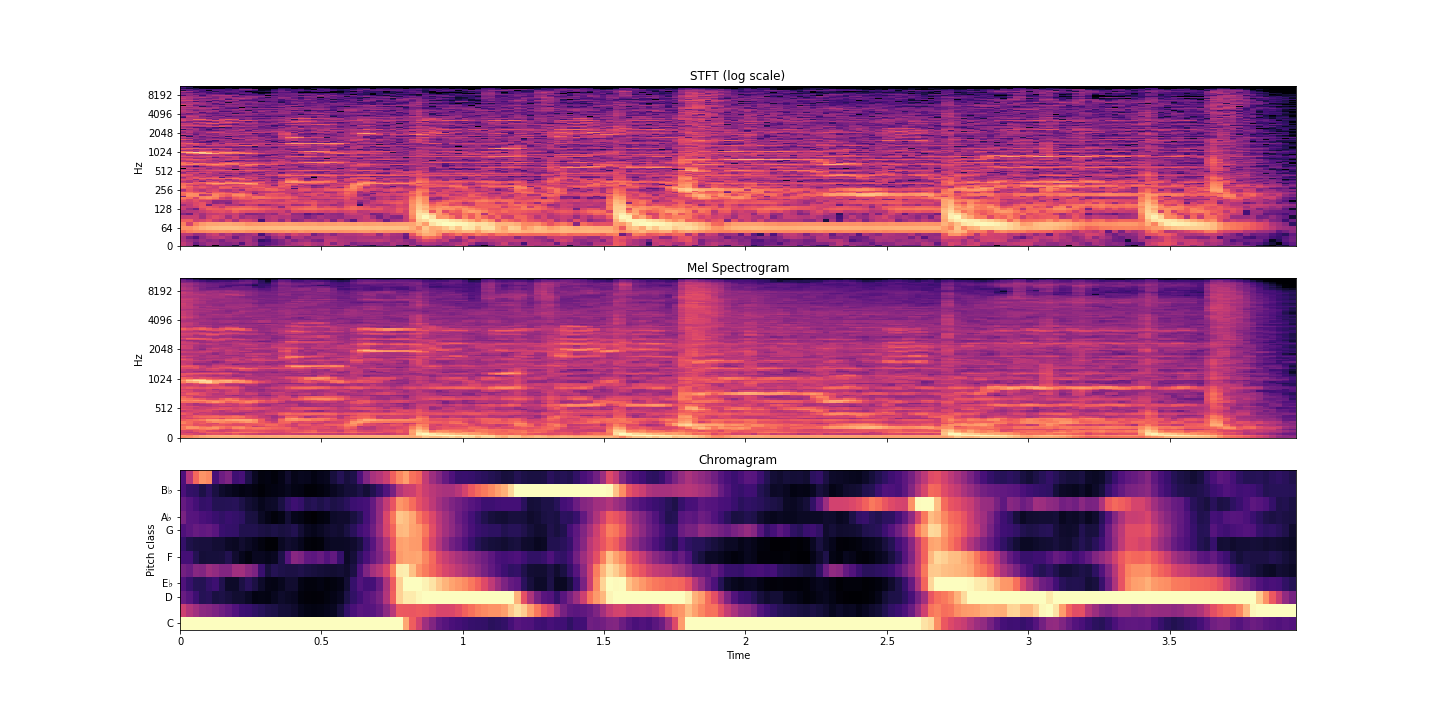 STFT (log scale)
8192
4096
2048
1024
512
256
128
64
0
Hz
Mel Spectrogram
8192
4096
2048
1024
512
0
Hz
Chromagram
B♭
A♭
G
F
E♭
D
C
Pitch class
0 0.5 1 1.5 2 2.5 3 3.5
Time